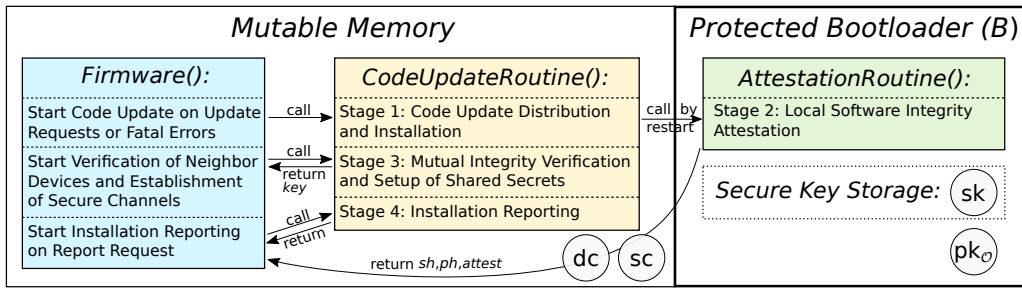 Mutable Memory
Protected Bootloader (B)
Firmware():
Start Code Update on Update
Requests or Fatal Errors
Start Verification of Neighbor
Devices and Establishment
of Secure Channels
Start Installation Reporting
on Report Request
call
call
return
key
call
return
CodeUpdateRoutine():
Stage 1: Code Update Distribution
and Installation
Stage 3: Mutual Integrity Verification
and Setup of Shared Secrets
Stage 4: Installation Reporting
call by
restart
AttestationRoutine():
Stage 2: Local Software Integrity
Attestation
Secure Key Storage:
sk
pk𝒪
dc
sc
return sh,ph,attest